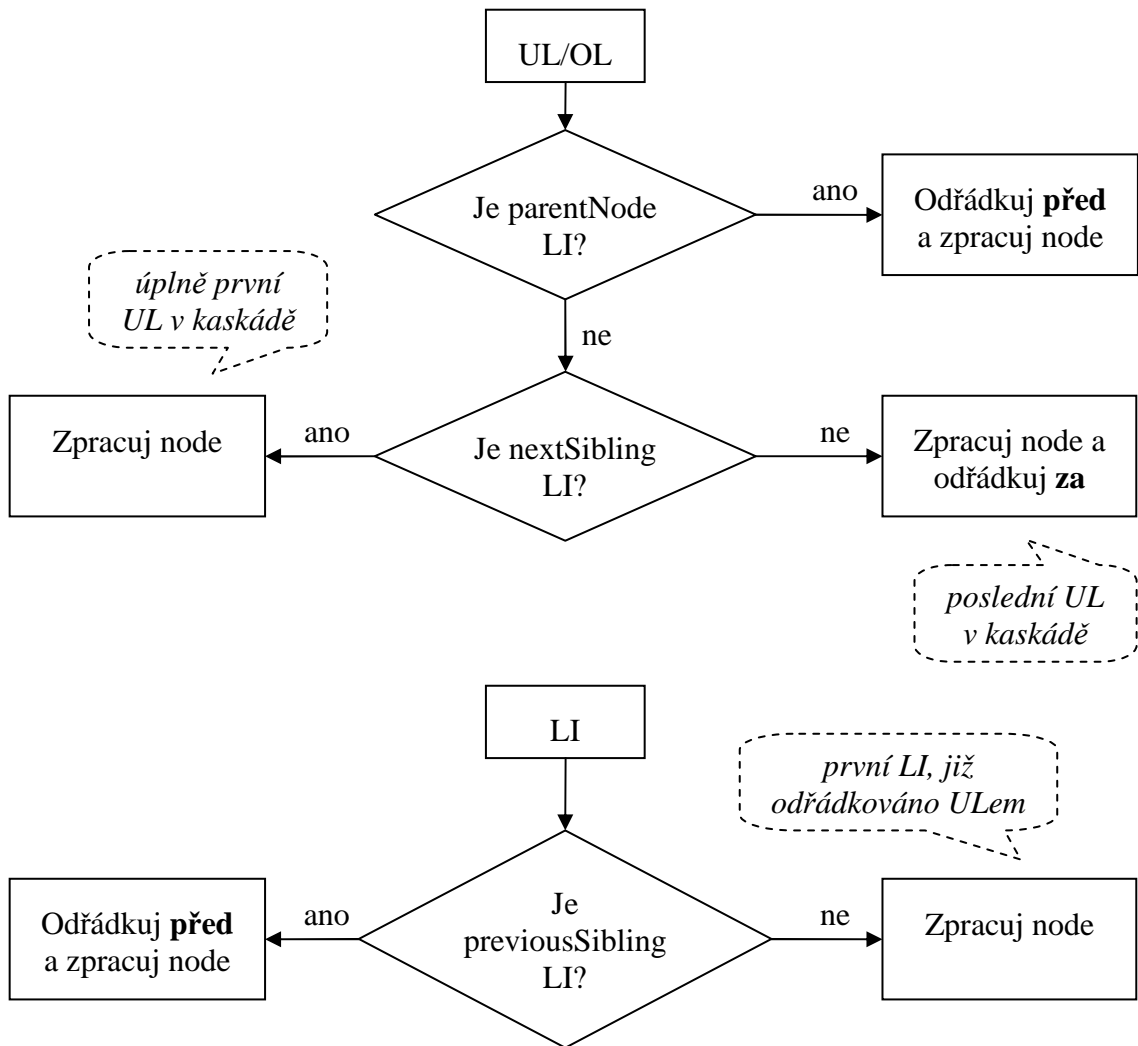 UL/OL
Je parentNode
LI?
ano
Odřádkuj před
a zpracuj node
úplně první
UL v kaskádě
ne
Zpracuj node
ano
Je nextSibling
LI?
ne
Zpracuj node a
odřádkuj za
poslední UL
v kaskádě
LI
první LI, již
odřádkováno ULem
Odřádkuj před
a zpracuj node
ano
Je
previousSibling
LI?
ne
Zpracuj node